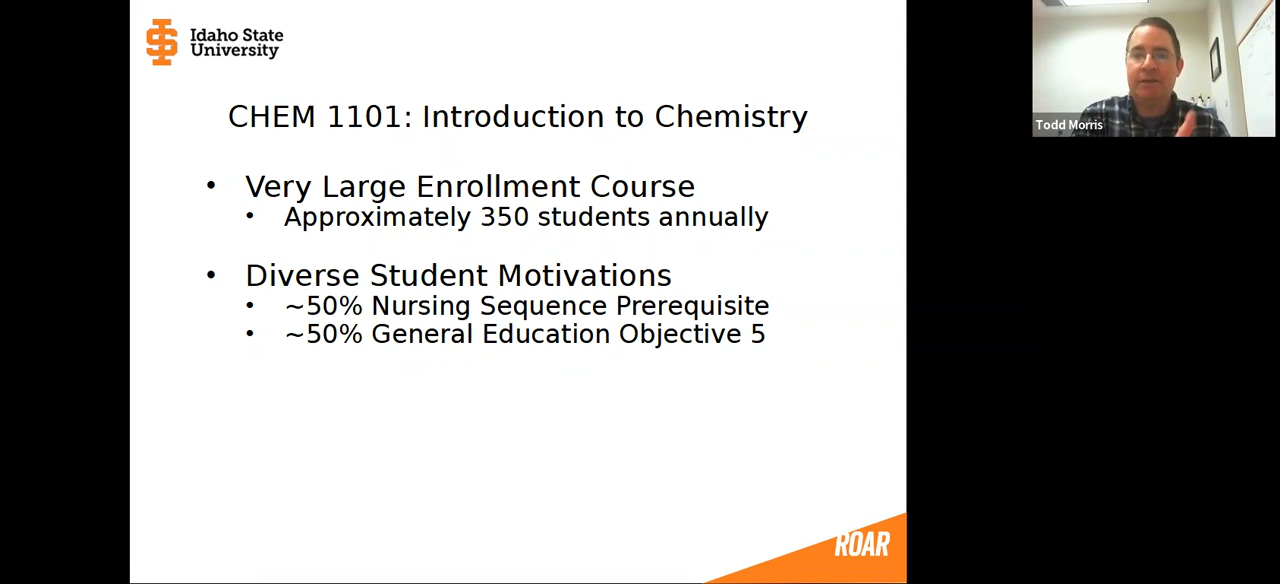 Idaho State
University
CHEM 1101: Introduction to Chemistry
• Very Large Enrollment Course
• Approximately 350 students annually
• Diverse Student Motivations
• ~50% Nursing Sequence Prerequisite
• ~50% General Education Objective 5
ROAR
Todd Morris